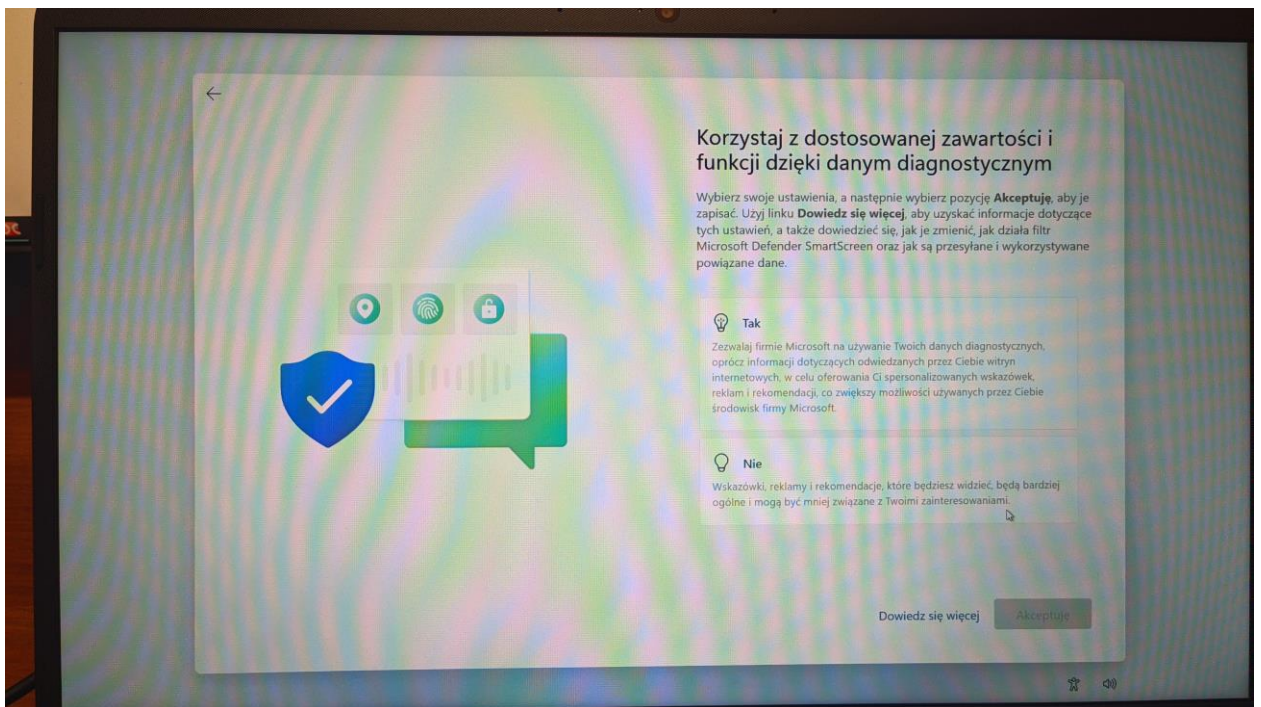 Korzystaj z dostosowanej zawartości i
funkcji dzięki danym diagnostycznym
Wybierz swoje ustawienia, a następnie wybierz pozycję Akceptuję, aby je
zapisać. Użyj linku Dowiedz się więcej, aby uzyskać informacje dotyczące
tych ustawień, a także dowiedzieć się, jak je zmienić, jak działa filtr
Microsoft Defender SmartScreen oraz jak są przesyłane i wykorzystywane
powiązane dane.
Tak
Zezwalaj firmie Microsoft na używanie Twoich danych diagnostycznych,
oprócz informacji dotyczących odwiedzanych przez Ciebie witryn
internetowych, w celu oferowania Ci spersonalizowanych wskazówek,
reklam i rekomendacji, co zwiększy możliwości używanych przez Ciebie
środowisk firmy Microsoft.
Nie
Wskazówki, reklamy i rekomendacje, które będziesz widzieć, będą bardziej
ogólne i mogą być mniej związane z Twoimi zainteresowaniami.
Dowiedz się więcej
Akceptuję